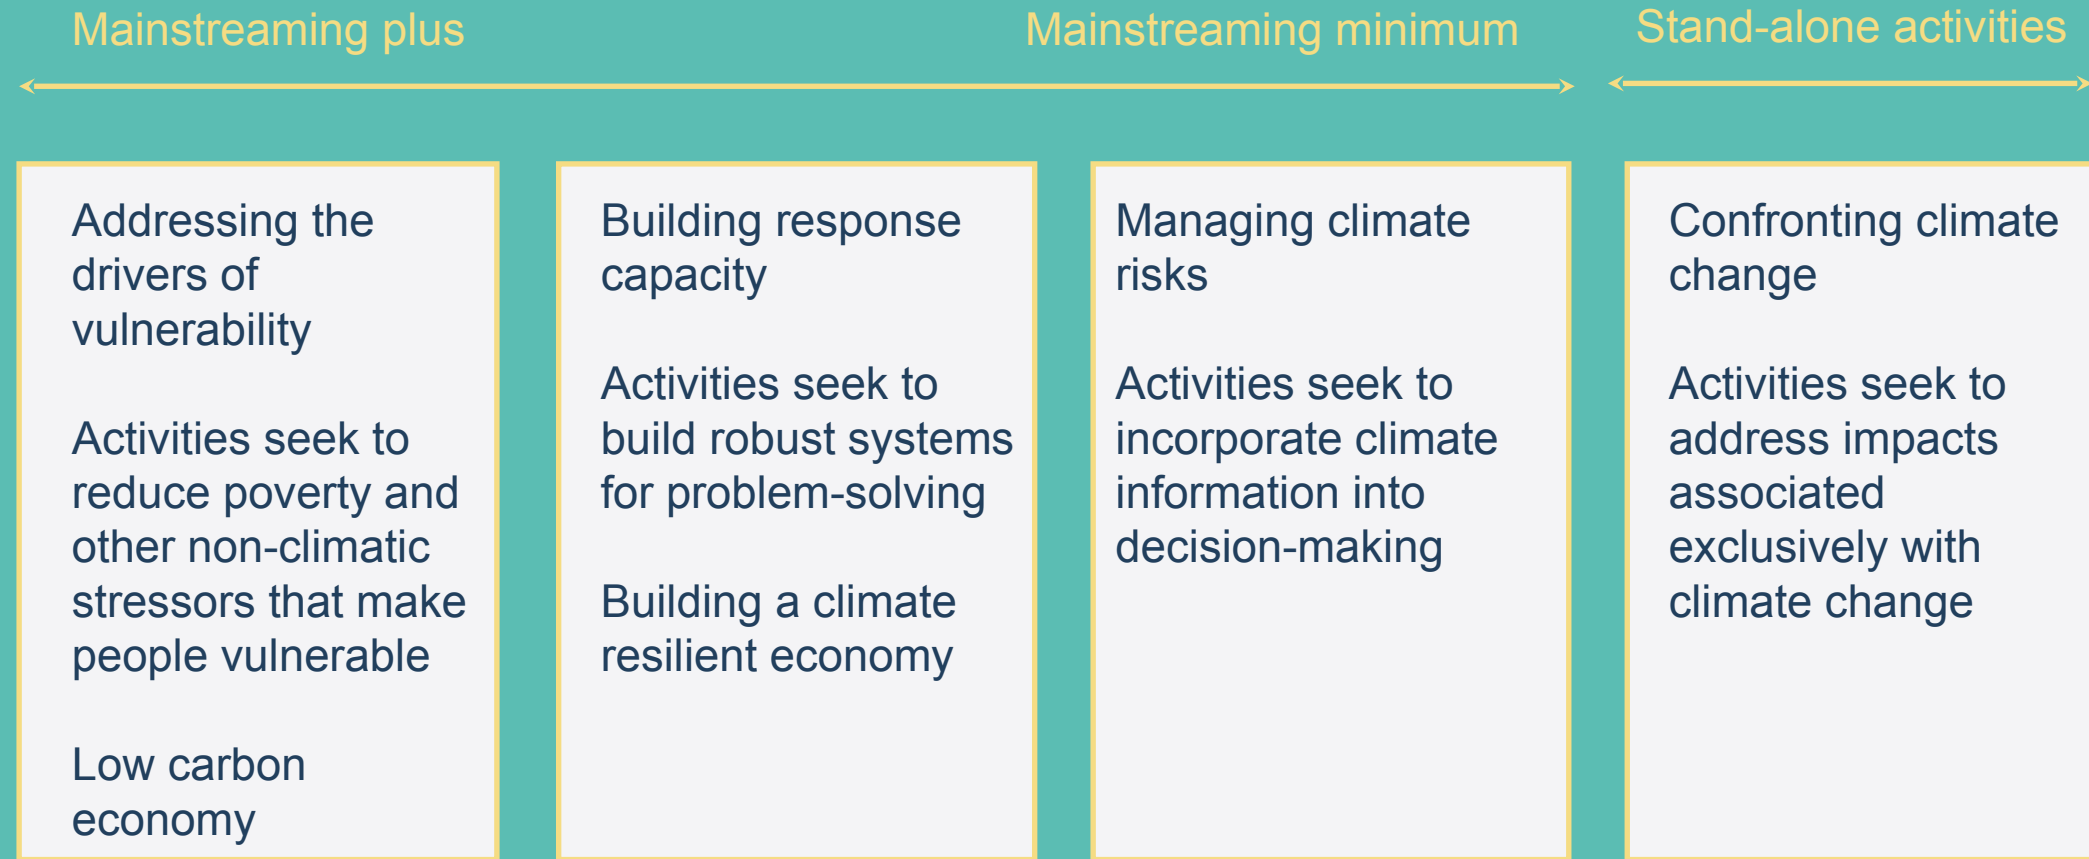 Mainstreaming plus
Mainstreaming minimum
Stand-alone activities
Addressing the
drivers of
vulnerability
Activities seek to
reduce poverty and
other non-climatic
stressors that make
people vulnerable
Low carbon
economy
Building response
capacity
Activities seek to
build robust systems
for problem-solving
Building a climate
resilient economy
Managing climate
risks
Activities seek to
incorporate climate
information into
decision-making
Confronting climate
change
Activities seek to
address impacts
associated
exclusively with
climate change